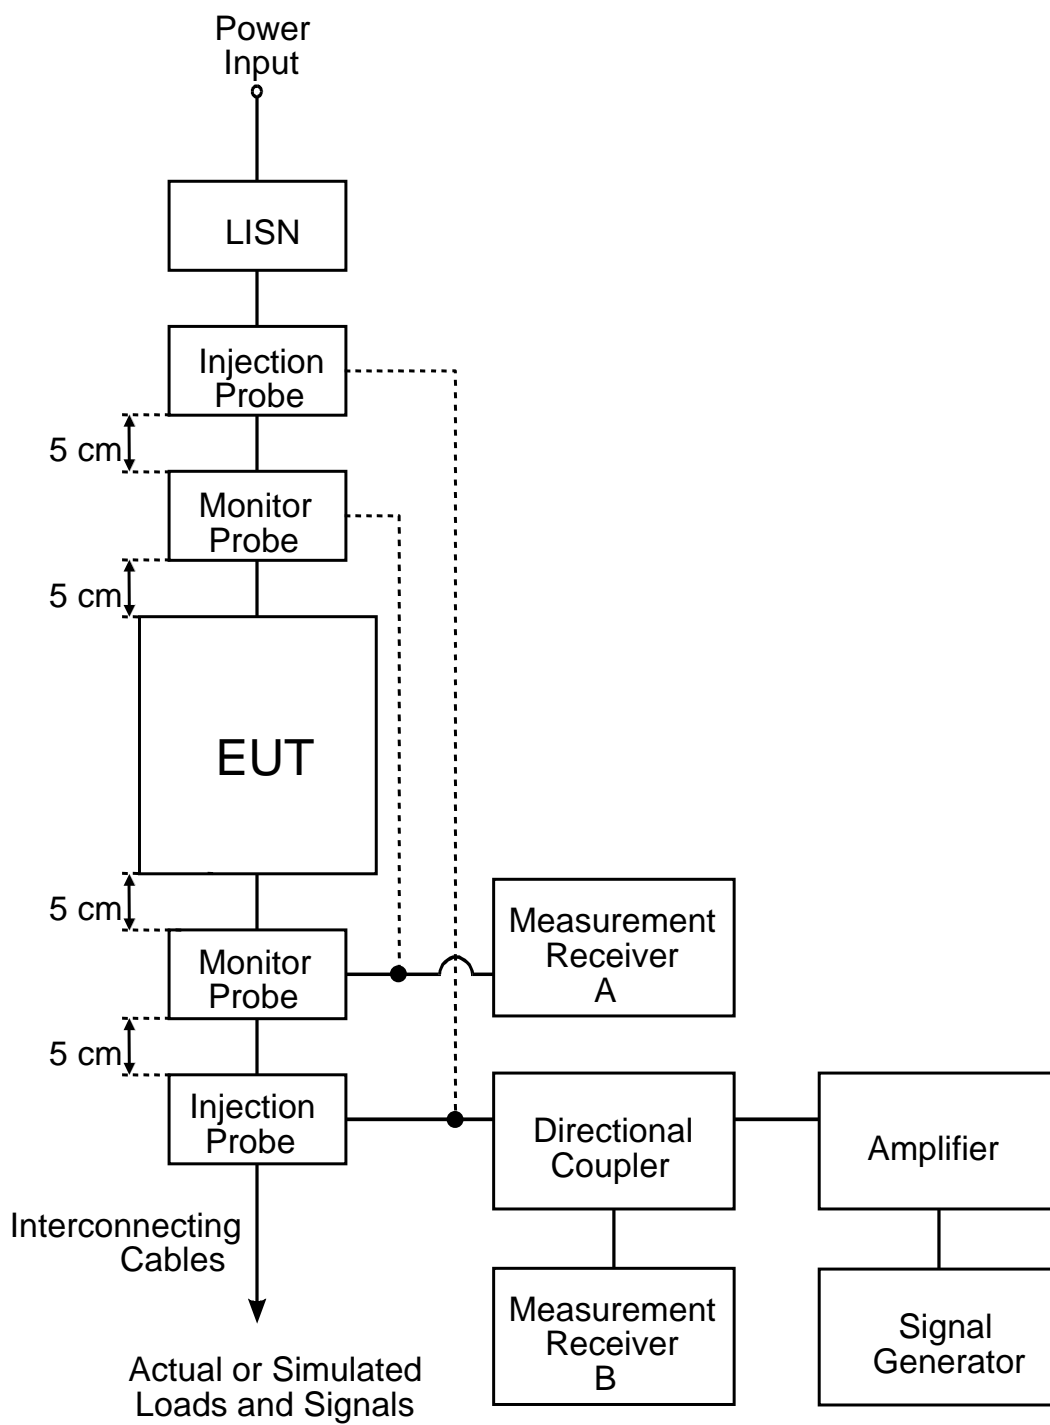 Power
Input
LISN
Injection
Probe
5 cm
Monitor
Probe
5 cm
EUT
5 cm
Monitor
Probe
Measurement
Receiver
A
5 cm
Injection
Probe
Directional
Coupler
Amplifier
Interconnecting
Cables
Measurement
Receiver
B
Signal
Generator
Actual or Simulated
Loads and Signals